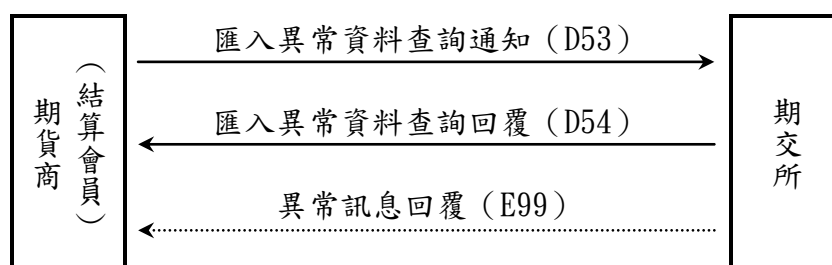 匯入異常資料查詢通知（D53）
期貨商
（結算會員）
匯入異常資料查詢回覆（D54）
期交所
異常訊息回覆（E99）